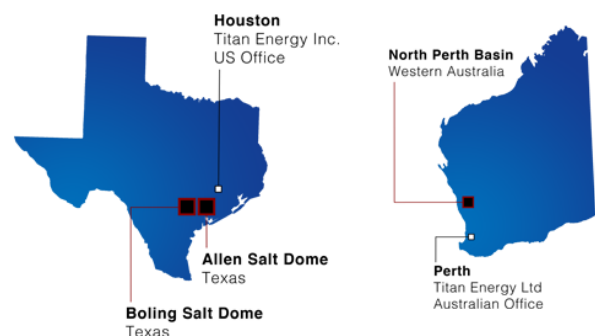 Houston
Titan Energy Inc.
US Office
North Perth Basin
Western Australia
Allen Salt Dome
Texas
Boling Salt Dome
Texas
Perth
Titan Energy Ltd
Australian Office